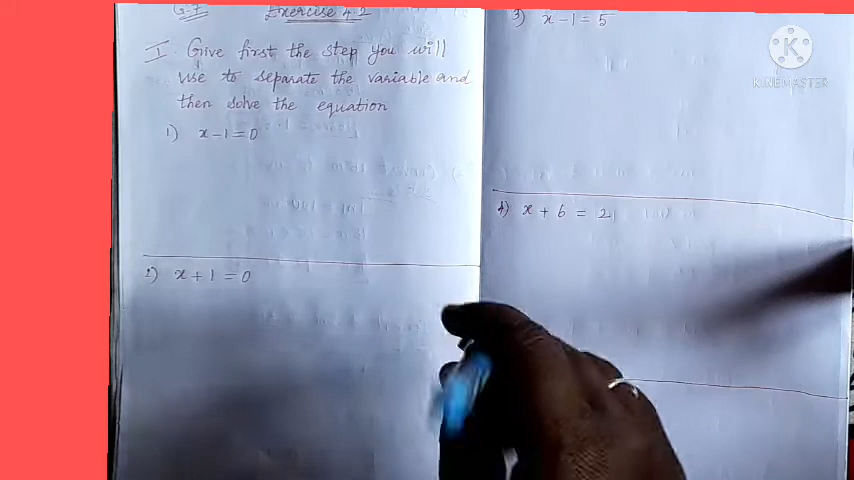 G.7 Exercise 4.2
I. Give first the step you will
use to separate the variable and
then solve the equation
1) x-1=0
2) x+1=0
3) x-1=5
4) x+6=2
KINEMASTER